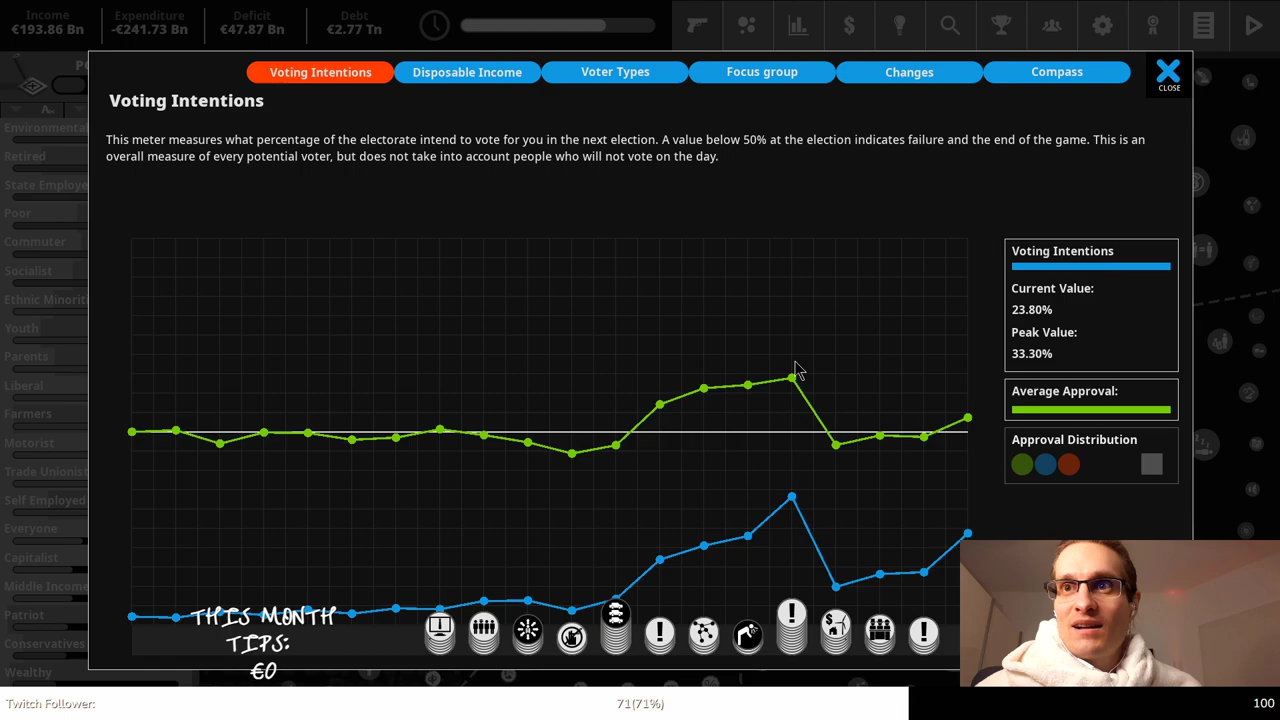 Income
€193.86 Bn
Expenditure
-€241.73 Bn
Deficit
€47.87 Bn
Debt
€2.77 Tn
Voting Intentions
Disposable Income
Voter Types
Focus group
Changes
Compass
CLOSE
Voting Intentions
This meter measures what percentage of the electorate intend to vote for you in the next election. A value below 50% at the election indicates failure and the end of the game. This is an
overall measure of every potential voter, but does not take into account people who will not vote on the day.
Environmental
Retired
State Employe
Poor
Commuter
Socialist
Ethnic Minoriti
Youth
Parents
Liberal
Farmers
Motorist
Trade Unionist
Self Employed
Everyone
Capitalist
Middle Income
Patriot
Conservatives
Wealthy
Voting Intentions
Current Value:
23.80%
Peak Value:
33.30%
Average Approval:
Approval Distribution
THIS MONTH
TIPS:
€0
Twitch Follower:
71(71%)
100